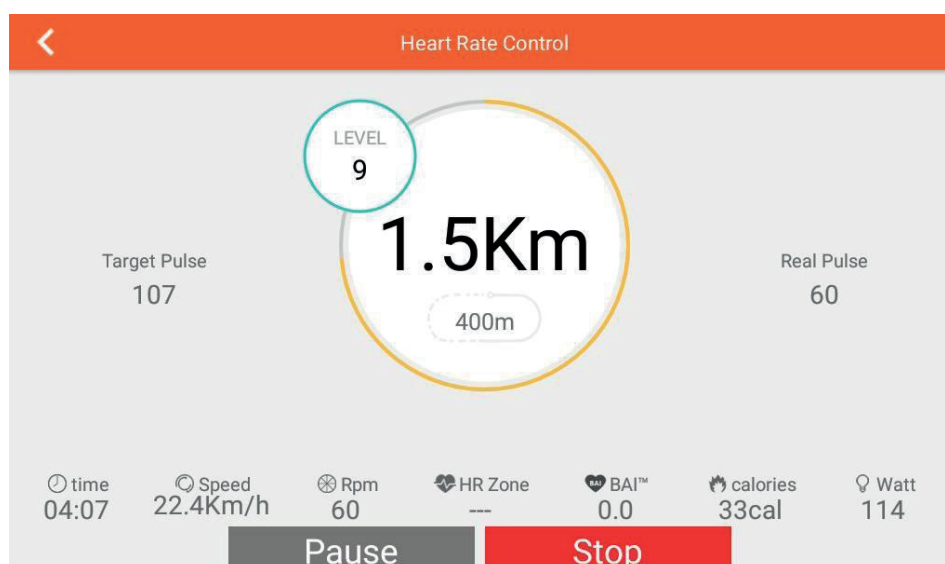 Heart Rate Control
LEVEL
9
1.5Km
400m
Target Pulse
107
Real Pulse
60
time
04:07
Speed
22.4Km/h
Rpm
60
HR Zone
---
BAI BAI™
0.0
calories
33cal
Watt
114
Pause
Stop